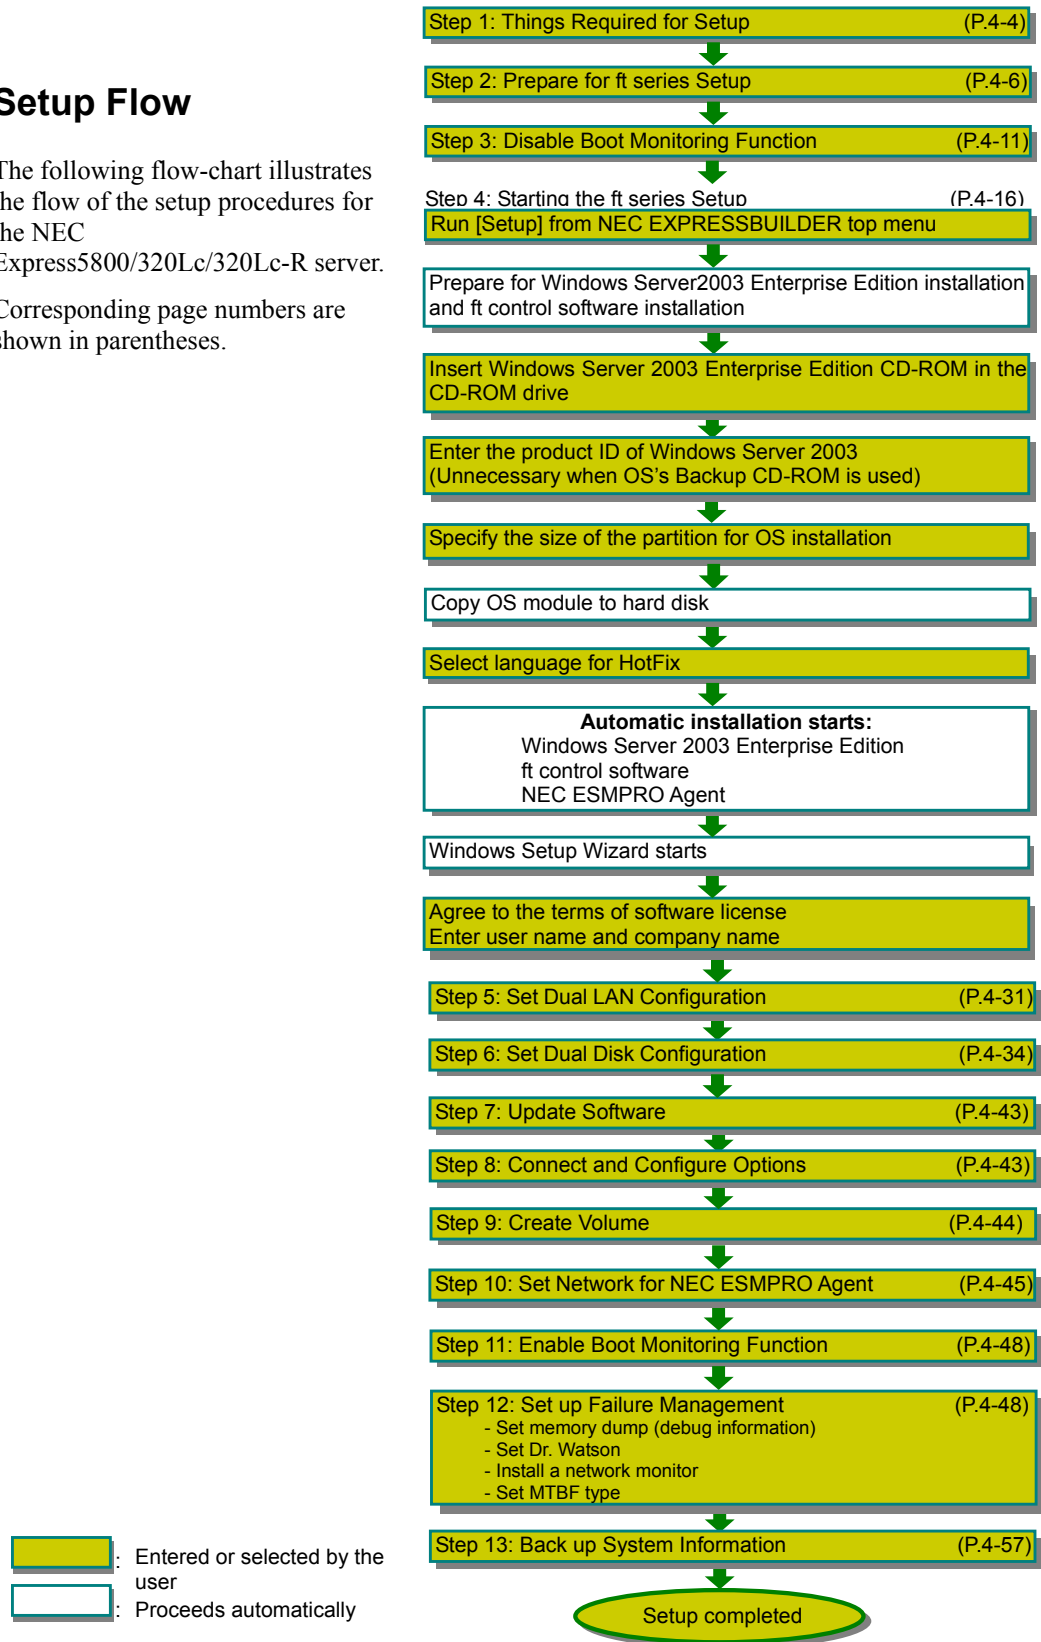 Setup Flow
The following flow-chart illustrates
the flow of the setup procedures for
the NEC
Express5800/320Lc/320Lc-R server.
Corresponding page numbers are
shown in parentheses.
Step 1: Things Required for Setup (P.4-4)
Step 2: Prepare for ft series Setup (P.4-6)
Step 3: Disable Boot Monitoring Function (P.4-11)
Step 4: Starting the ft series Setup (P.4-16)
Run [Setup] from NEC EXPRESSBUILDER top menu
Prepare for Windows Server2003 Enterprise Edition installation
and ft control software installation
Insert Windows Server 2003 Enterprise Edition CD-ROM in the
CD-ROM drive
Enter the product ID of Windows Server 2003
(Unnecessary when OS's Backup CD-ROM is used)
Specify the size of the partition for OS installation
Copy OS module to hard disk
Select language for HotFix
Automatic installation starts:
Windows Server 2003 Enterprise Edition
ft control software
NEC ESMPRO Agent
Windows Setup Wizard starts
Agree to the terms of software license
Enter user name and company name
Step 5: Set Dual LAN Configuration (P.4-31)
Step 6: Set Dual Disk Configuration (P.4-34)
Step 7: Update Software (P.4-43)
Step 8: Connect and Configure Options (P.4-43)
Step 9: Create Volume (P.4-44)
Step 10: Set Network for NEC ESMPRO Agent (P.4-45)
Step 11: Enable Boot Monitoring Function (P.4-48)
Step 12: Set up Failure Management (P.4-48)
- Set memory dump (debug information)
- Set Dr. Watson
- Install a network monitor
- Set MTBF type
Step 13: Back up System Information (P.4-57)
Setup completed
: Entered or selected by the
user
: Proceeds automatically